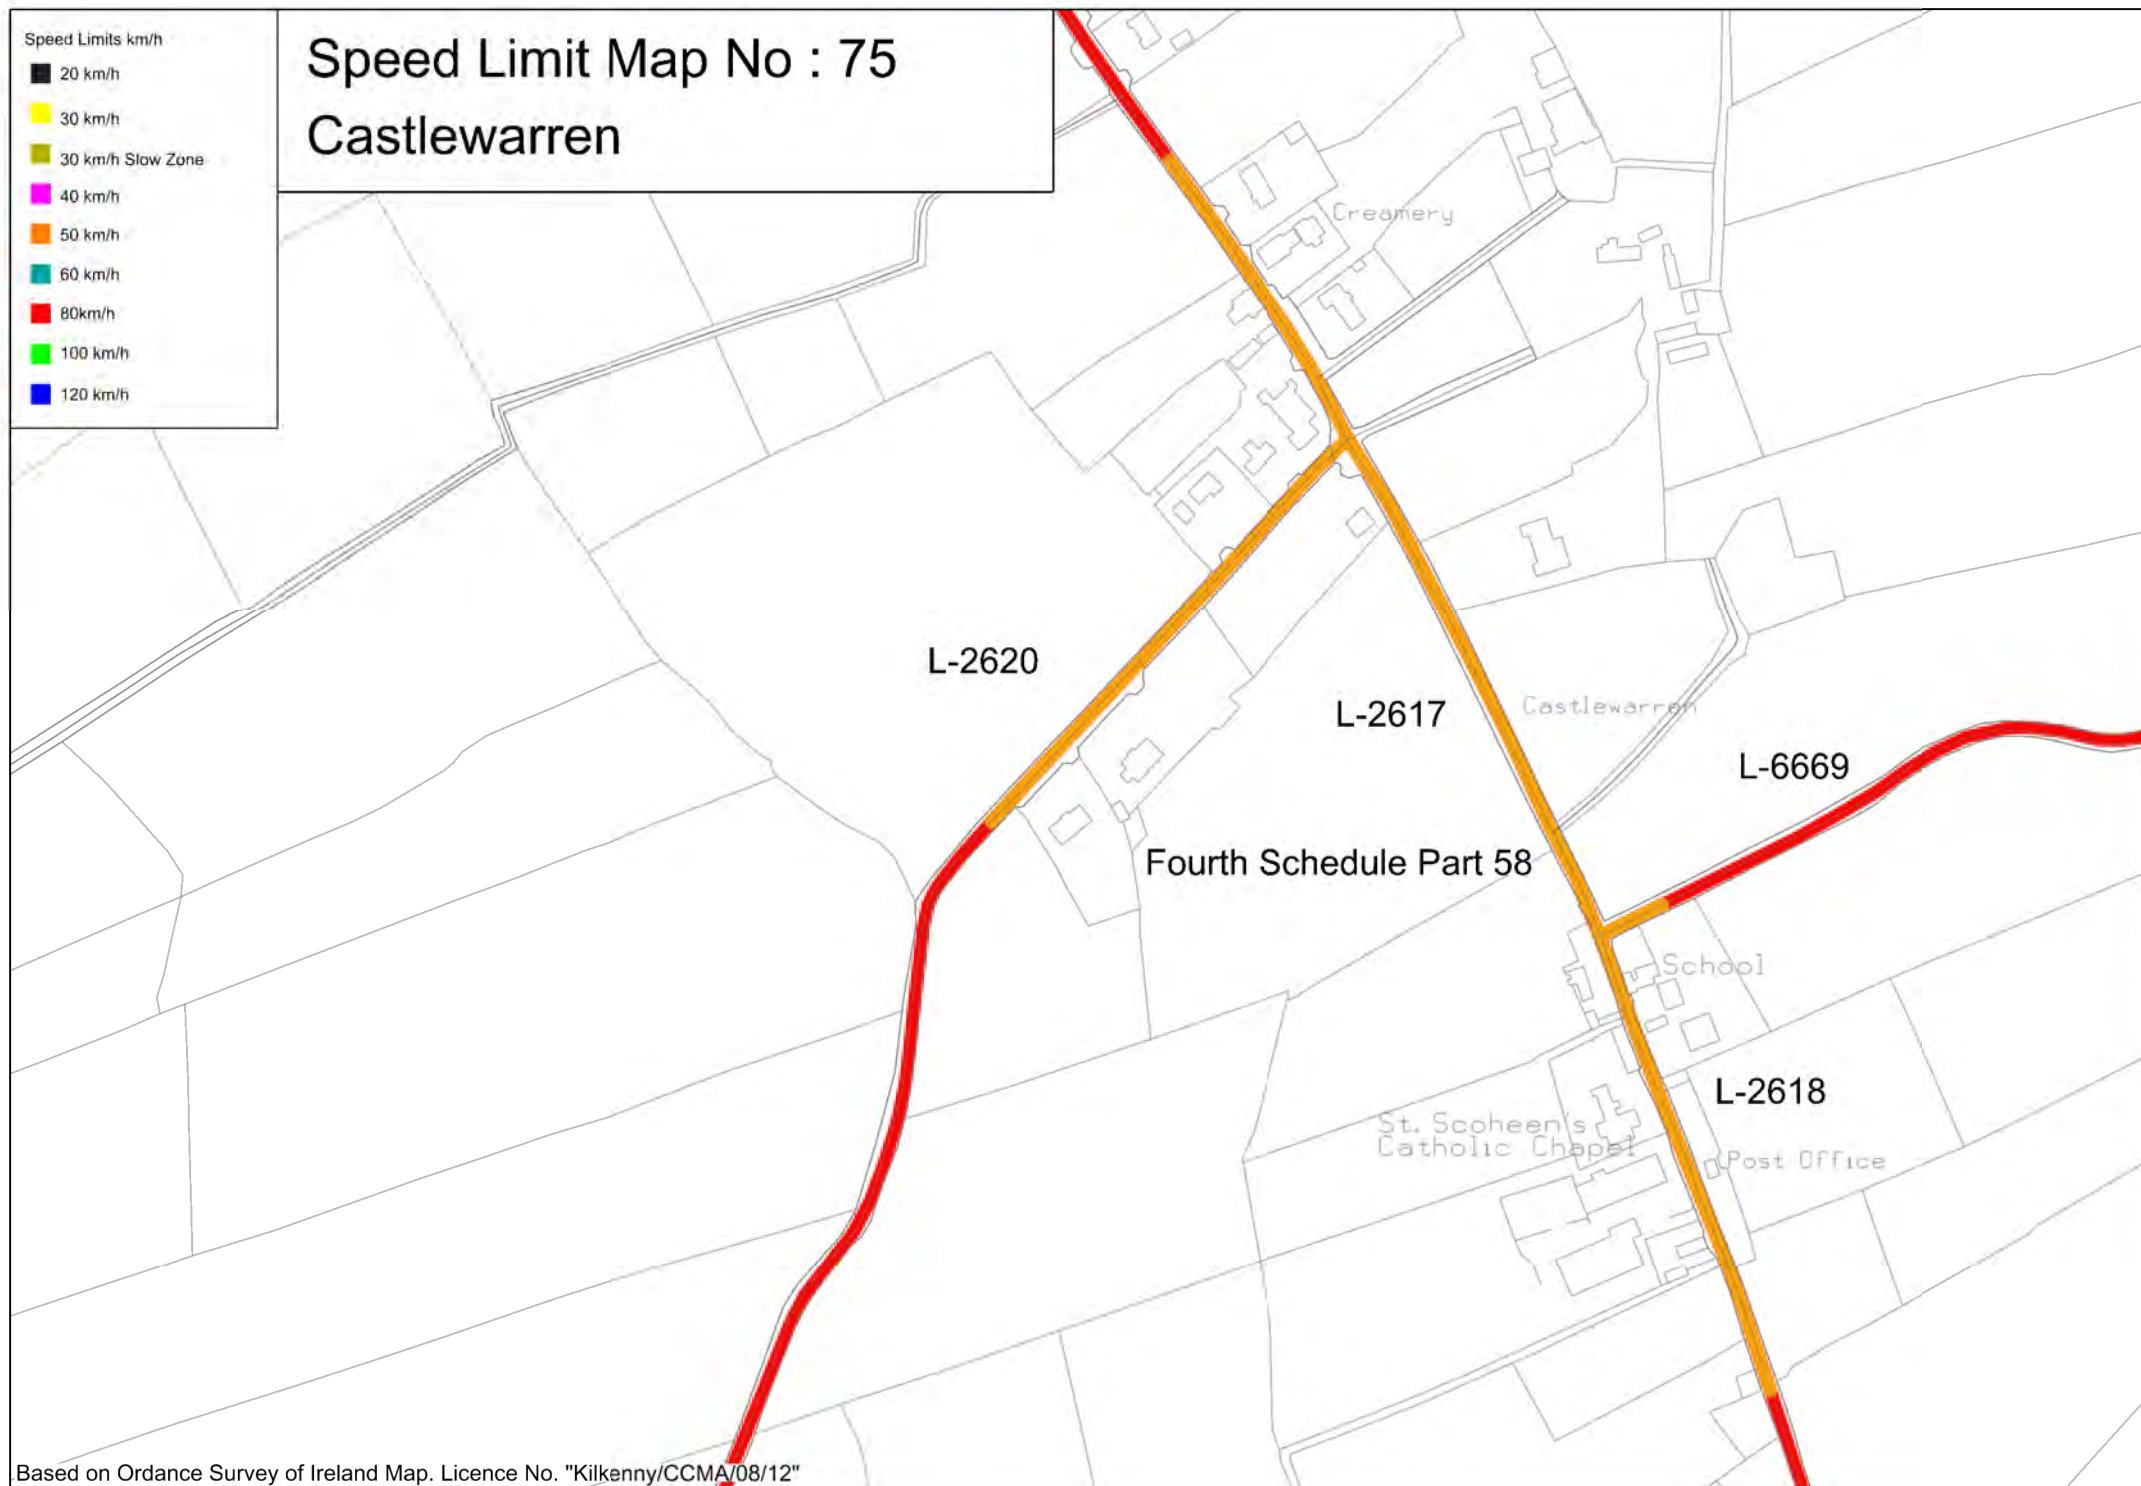 Speed Limits km/h
20 km/h
30 km/h
30 km/h Slow Zone
40 km/h
50 km/h
60 km/h
80km/h
100 km/h
120 km/h
Speed Limit Map No : 75
Castlewarren
Creamery
L-2620
L-2617
Castlewarren
L-6669
Fourth Schedule Part 58
School
L-2618
St. Scoheen's
Catholic Chapel
Post Office
Based on Ordance Survey of Ireland Map. Licence No. "Kilkenny/CCMA/08/12"